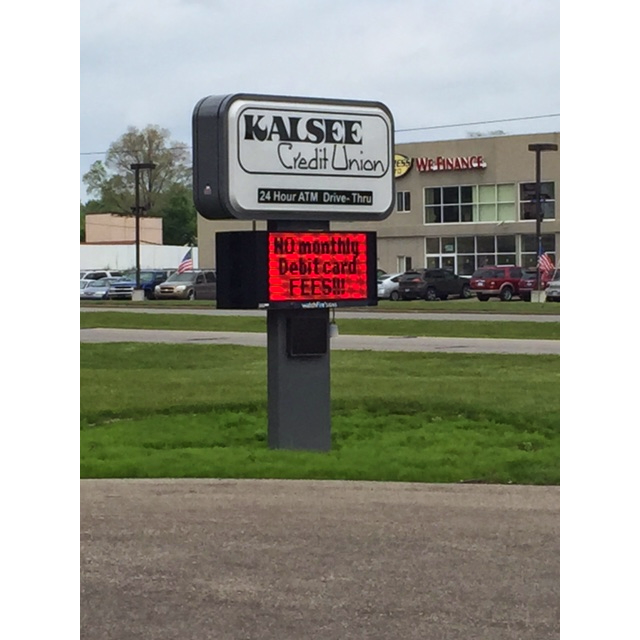 KALSEE
Credit Union
24 Hour ATM Drive-Thru
NO monthly
Debit card
FEES!!!
WE FINANCE